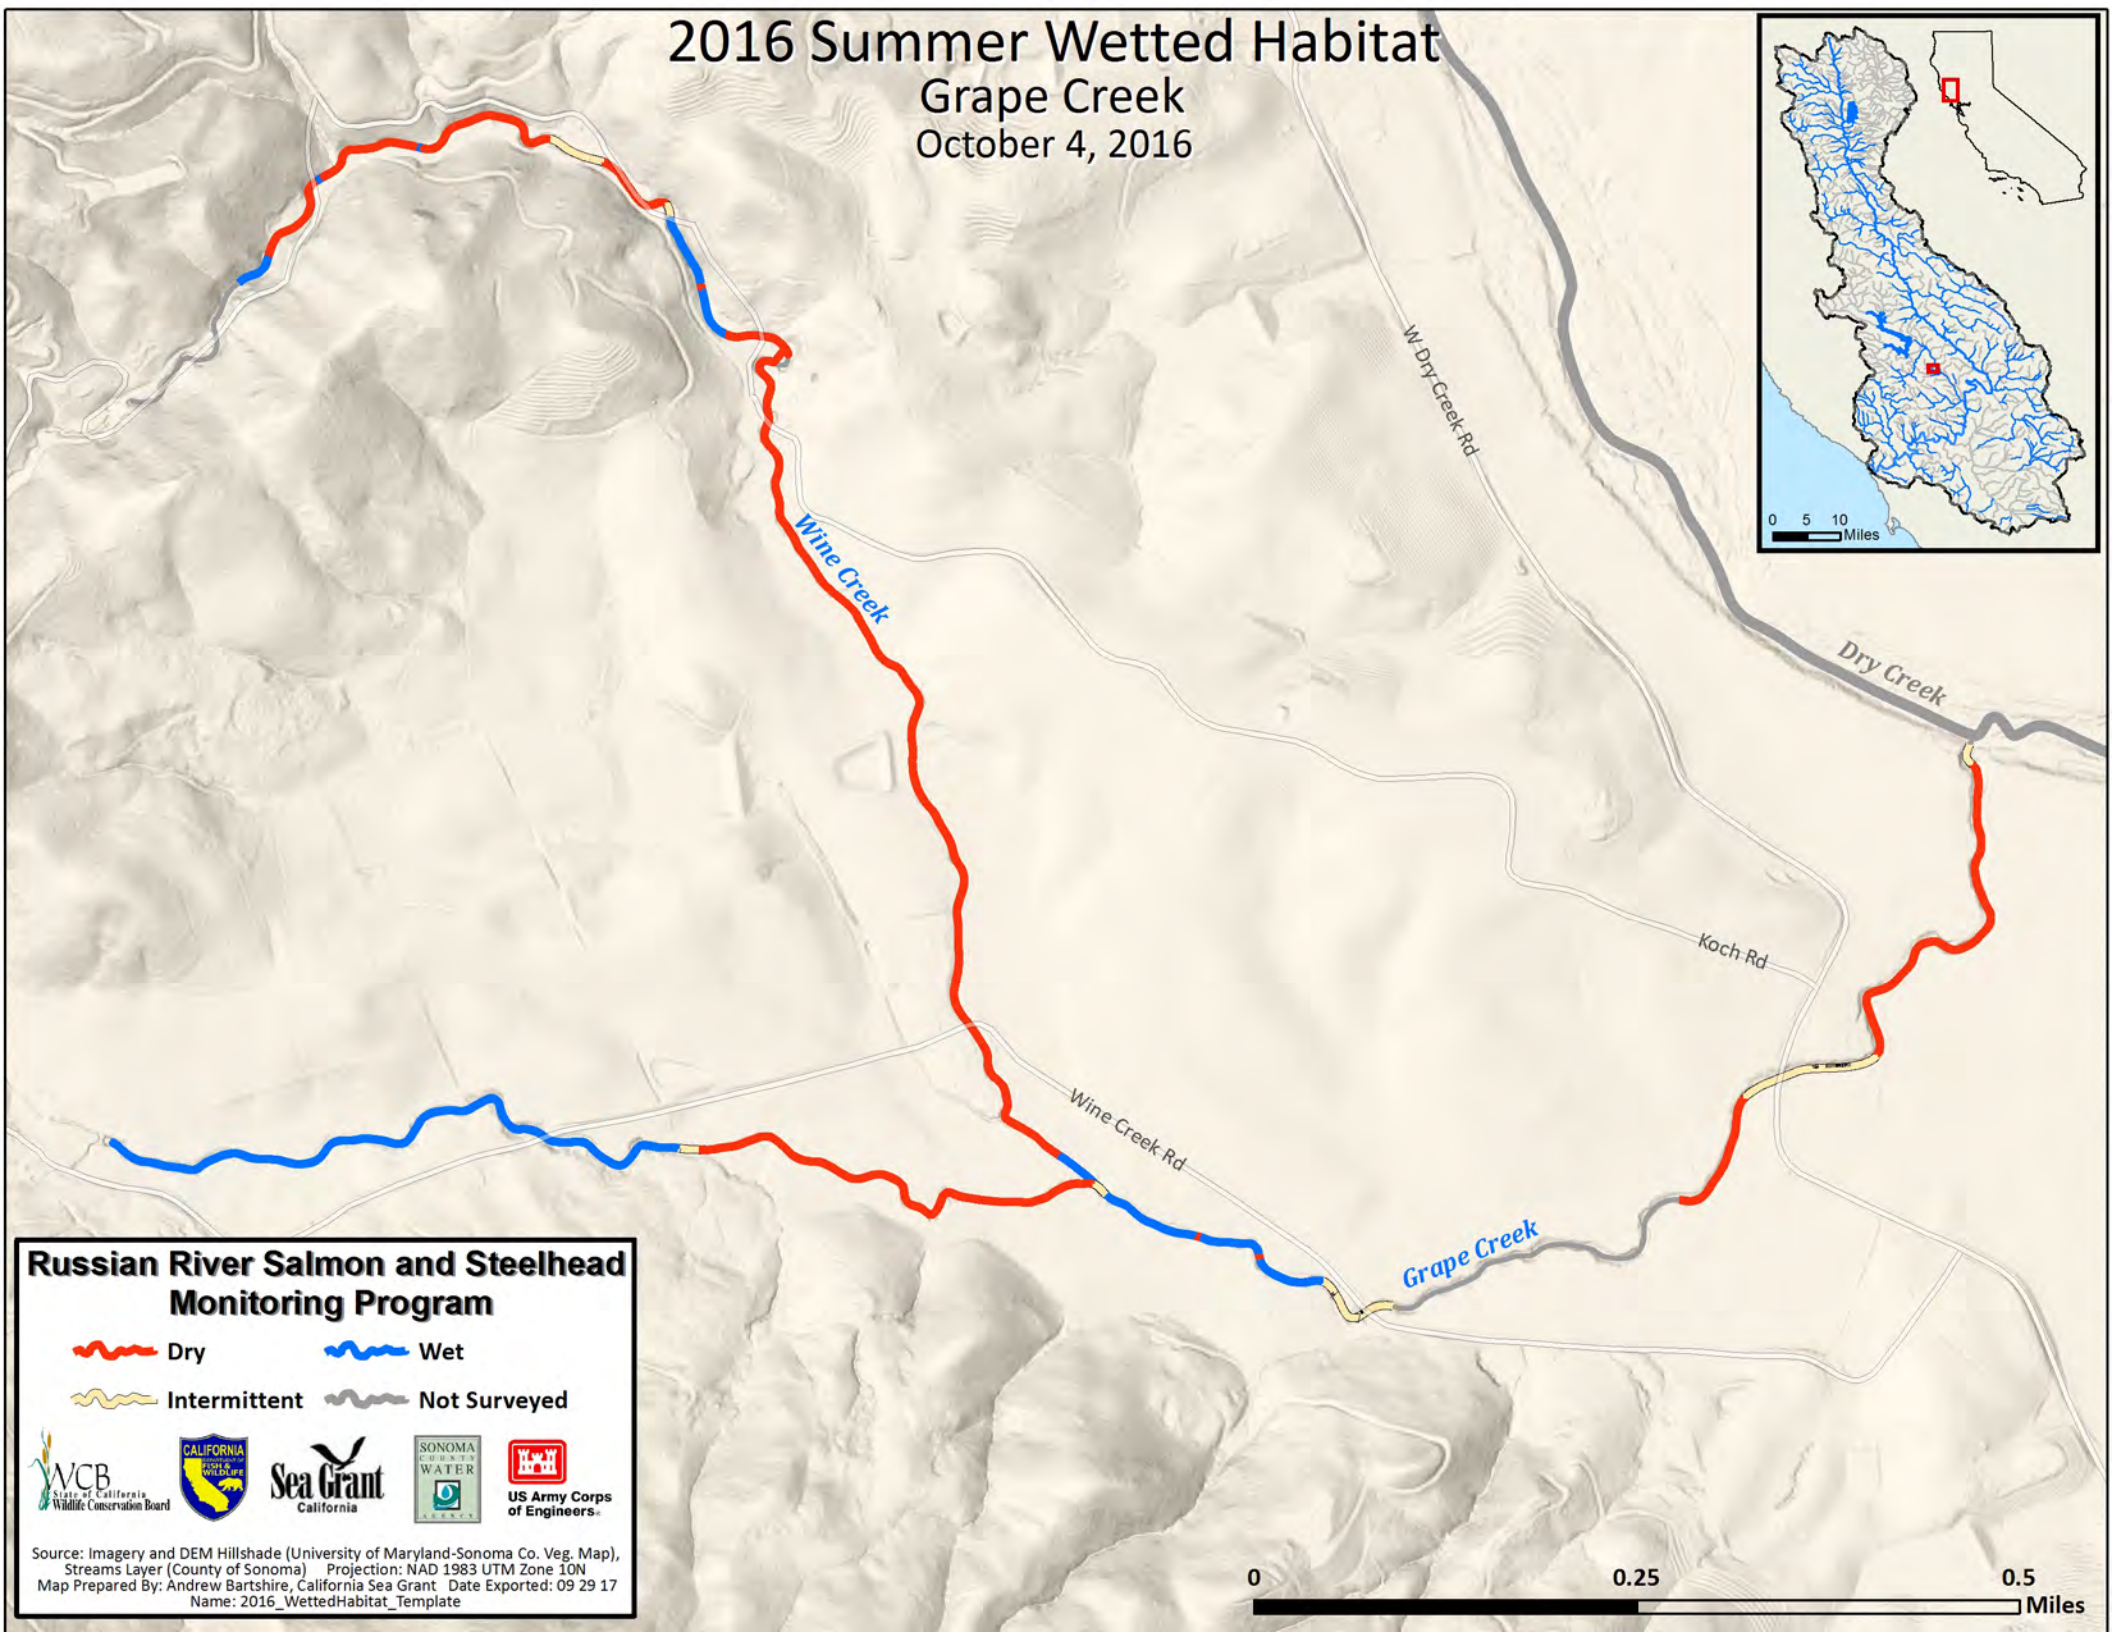 2016 Summer Wetted Habitat
Grape Creek
October 4, 2016
0 5 10
Miles
W Dry Creek Rd
Wine Creek
Dry Creek
Koch Rd
Wine Creek Rd
Grape Creek
Russian River Salmon and Steelhead
Monitoring Program
Dry
Wet
Intermittent
Not Surveyed
WCB
State of California
Wildlife Conservation Board
CALIFORNIA
DEPARTMENT OF
FISH &
WILDLIFE
Sea Grant
California
SONOMA
COUNTY
WATER
AGENCY
US Army Corps
of Engineers
Source: Imagery and DEM Hillshade (University of Maryland-Sonoma Co. Veg. Map),
Streams Layer (County of Sonoma) Projection: NAD 1983 UTM Zone 10N
Map Prepared By: Andrew Bartshire, California Sea Grant Date Exported: 09 29 17
Name: 2016_WettedHabitat_Template
0 0.25 0.5
Miles